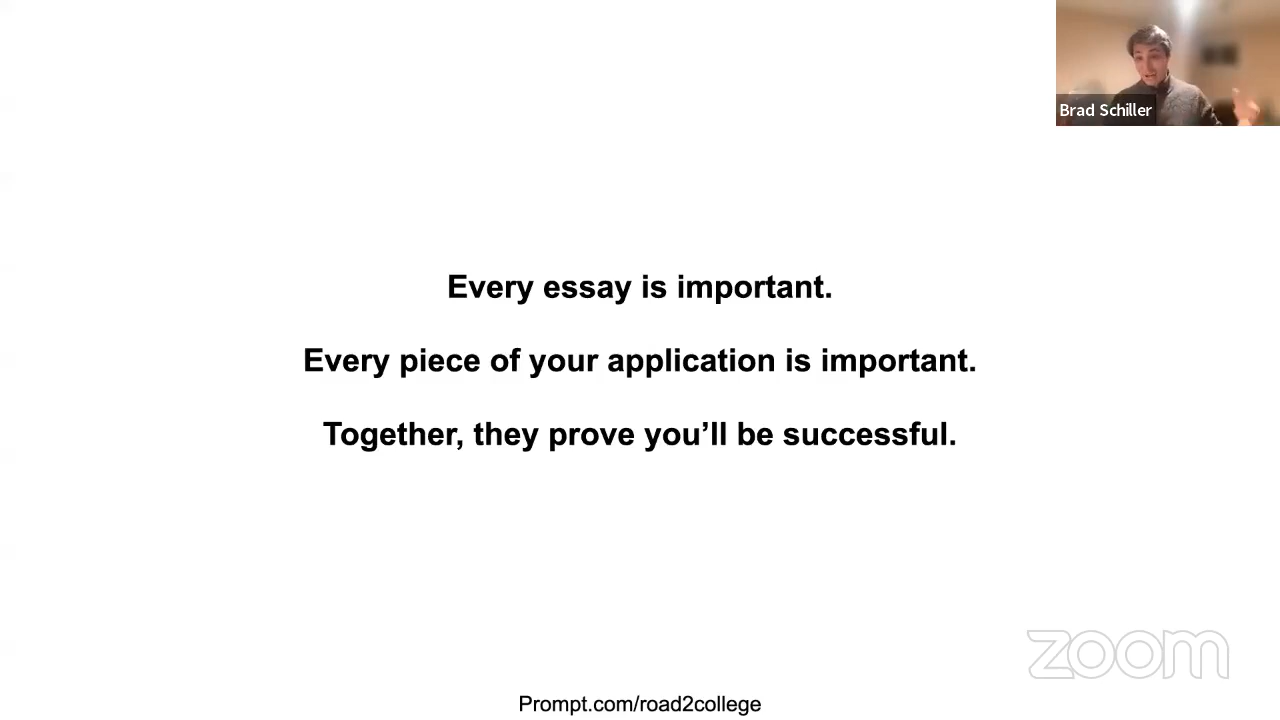 Brad Schiller
Every essay is important.
Every piece of your application is important.
Together, they prove you’ll be successful.
zoom
Prompt.com/road2college